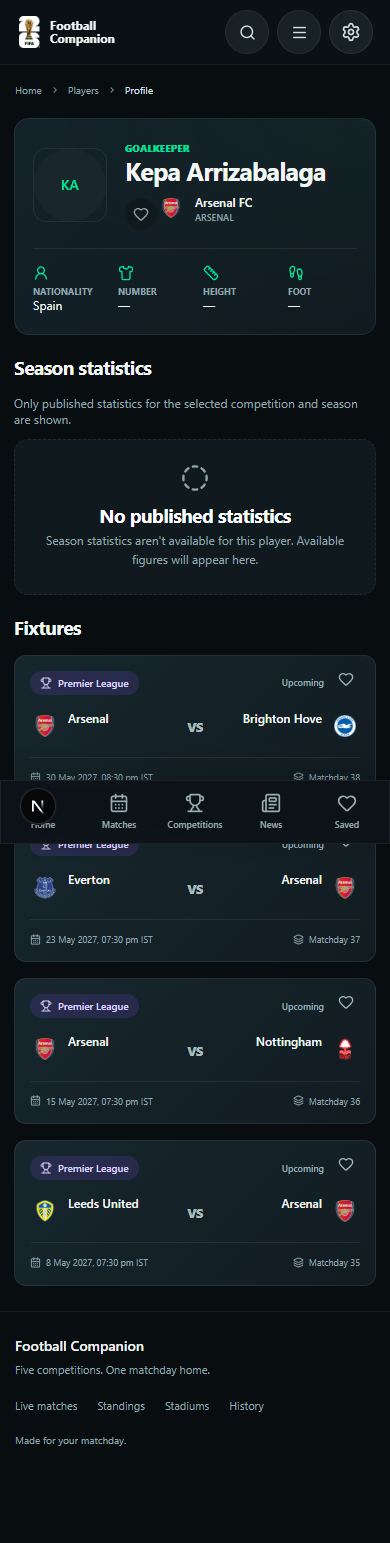 Football
Companion
FIFA
Home > Players > Profile
KA
GOALKEEPER
Kepa Arrizabalaga
Arsenal FC
ARSENAL
NATIONALITY NUMBER HEIGHT FOOT
Spain — — —
Season statistics
Only published statistics for the selected competition and season
are shown.
No published statistics
Season statistics aren't available for this player. Available
figures will appear here.
Fixtures
Premier League Upcoming
Arsenal VS Brighton Hove
30 May 2027, 08:30 pm IST Matchday 38
N
Home Matches Competitions News Saved
Premier League Upcoming
Everton VS Arsenal
23 May 2027, 07:30 pm IST Matchday 37
Premier League Upcoming
Arsenal VS Nottingham
15 May 2027, 07:30 pm IST Matchday 36
Premier League Upcoming
Leeds United VS Arsenal
8 May 2027, 07:30 pm IST Matchday 35
Football Companion
Five competitions. One matchday home.
Live matches Standings Stadiums History
Made for your matchday.